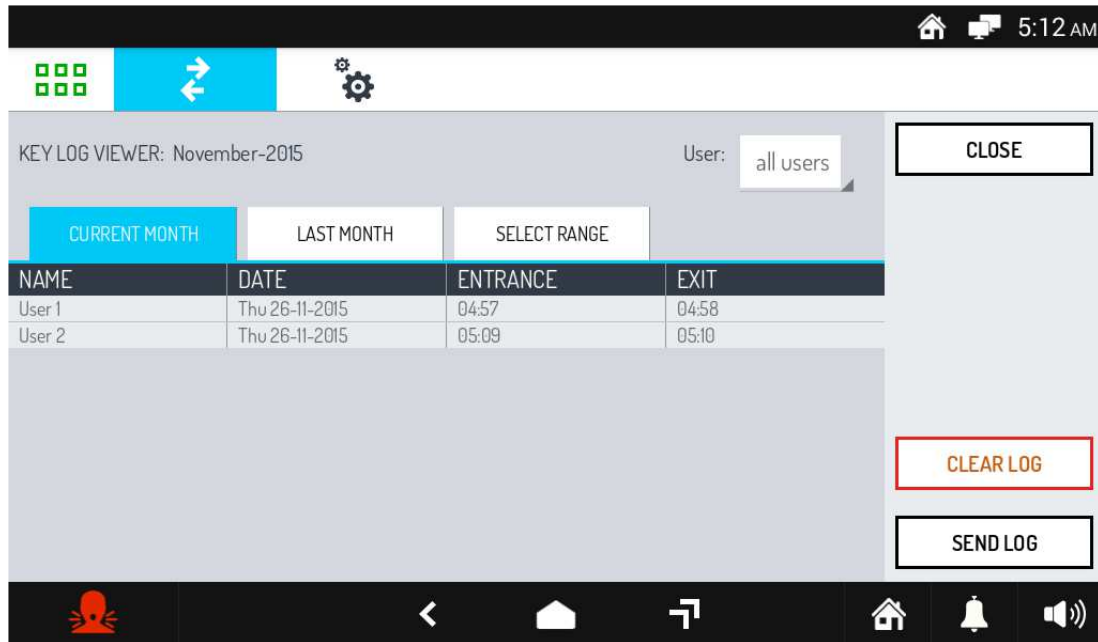 5:12 AM
KEY LOG VIEWER: November-2015 User: all users
CLOSE
CURRENT MONTH LAST MONTH SELECT RANGE
NAME DATE ENTRANCE EXIT
User 1 Thu 26-11-2015 04:57 04:58
User 2 Thu 26-11-2015 05:09 05:10
CLEAR LOG
SEND LOG